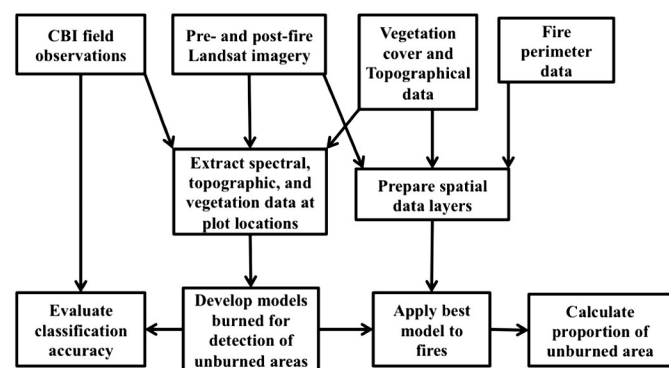 CBI field
observations
Pre- and post-fire
Landsat imagery
Vegetation
cover and
Topographical
data
Fire
perimeter
data
Extract spectral,
topographic, and
vegetation data at
plot locations
Prepare spatial
data layers
Evaluate
classification
accuracy
Develop models
burned for
detection of
unburned areas
Apply best
model to
fires
Calculate
proportion of
unburned area